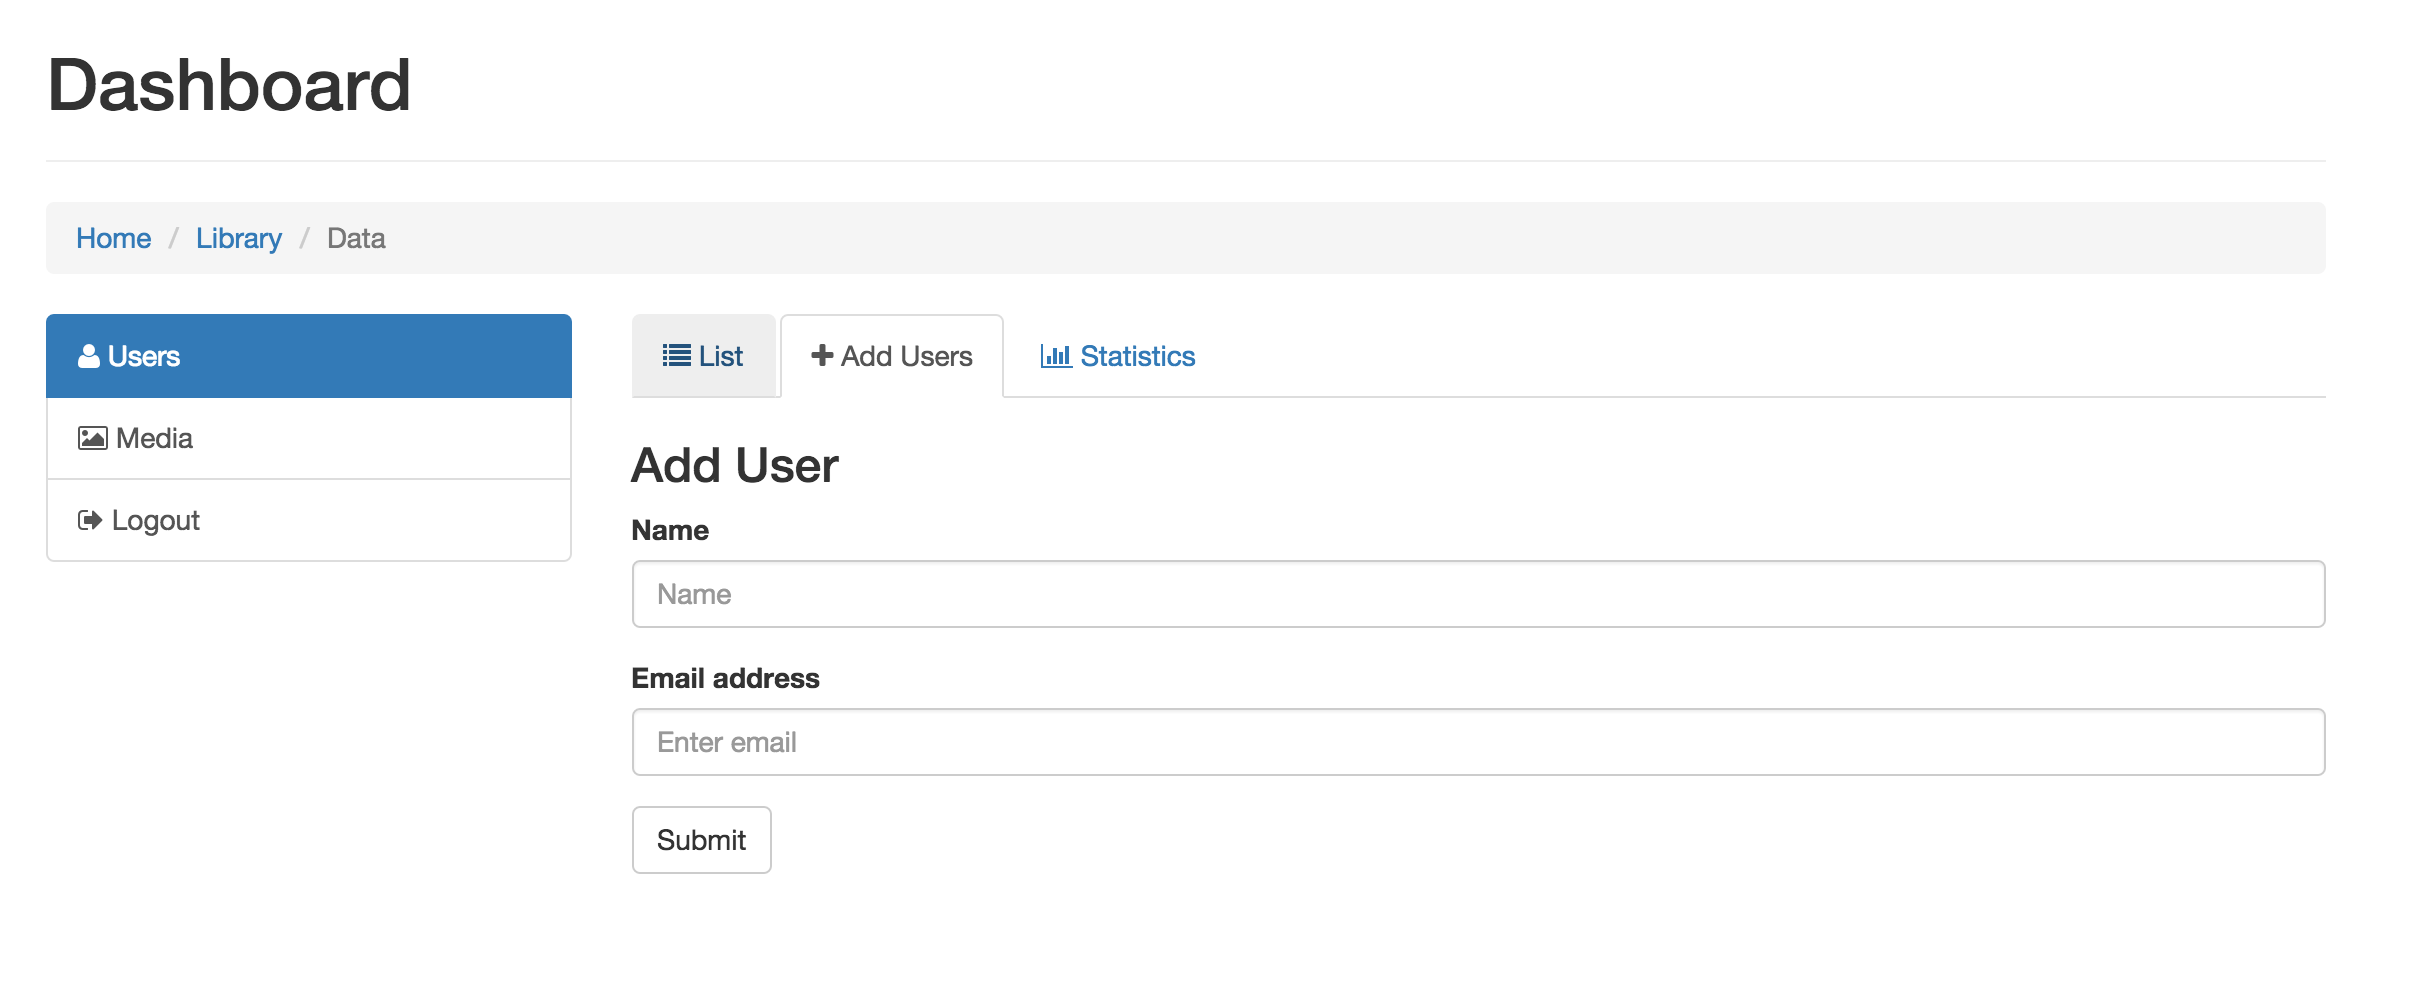 Dashboard
Home / Library / Data
Users
Media
Logout
List
Add Users
Statistics
Add User
Name
Name
Email address
Enter email
Submit